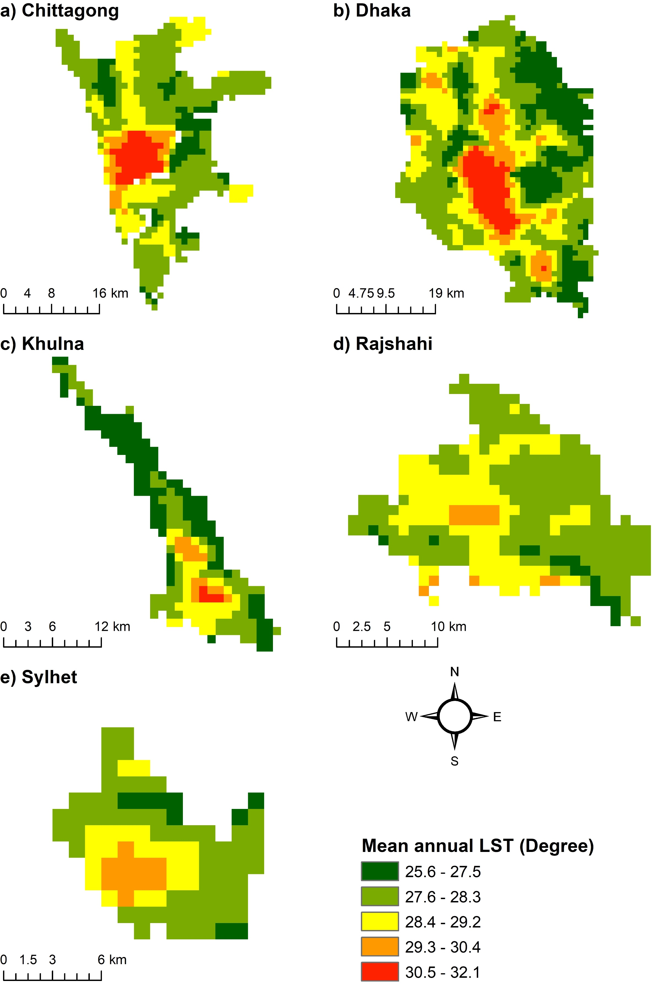 a) Chittagong
b) Dhaka
0 4 8 16 km
0 4.75 9.5 19 km
c) Khulna
d) Rajshahi
0 3 6 12 km
0 2.5 5 10 km
e) Sylhet
N
W E
S
Mean annual LST (Degree)
25.6 - 27.5
27.6 - 28.3
28.4 - 29.2
29.3 - 30.4
30.5 - 32.1
0 1.5 3 6 km